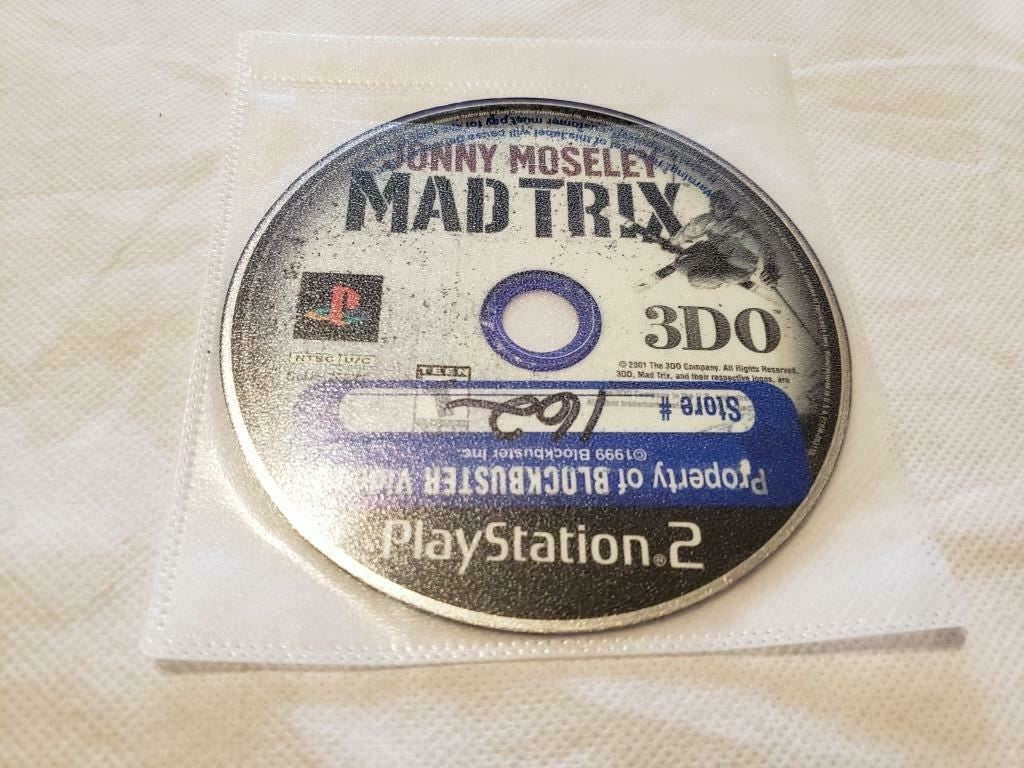 JONNY MOSELEY
MAD TRIX
3DO
NTSC U/C
© 2001 The 3DO Company. All Rights Reserved.
3DO, Mad Trix, and their respective logos, are
TEEN
Store # 162
©1999 Blockbuster Inc.
Property of BLOCKBUSTER
PlayStation®2